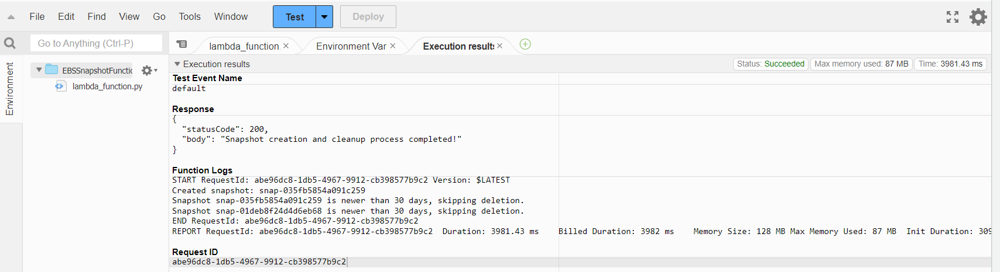 File Edit Find View Go Tools Window Test Deploy
Go to Anything (Ctrl-P) lambda_function. Environment Var Execution results
Environment
EBSSnapshotFunctic
lambda_function.py
Execution results Status: Succeeded Max memory used: 87 MB Time: 3981.43 ms
Test Event Name
default
Response
{
"statusCode": 200,
"body": "Snapshot creation and cleanup process completed!"
}
Function Logs
START RequestId: abe96dc8-1db5-4967-9912-cb398577b9c2 Version: $LATEST
Created snapshot: snap-035fb5854a091c259
Snapshot snap-035fb5854a091c259 is newer than 30 days, skipping deletion.
Snapshot snap-01deb8f24d4d6eb68 is newer than 30 days, skipping deletion.
END RequestId: abe96dc8-1db5-4967-9912-cb398577b9c2
REPORT RequestId: abe96dc8-1db5-4967-9912-cb398577b9c2 Duration: 3981.43 ms Billed Duration: 3982 ms Memory Size: 128 MB Max Memory Used: 87 MB Init Duration: 309
Request ID
abe96dc8-1db5-4967-9912-cb398577b9c2